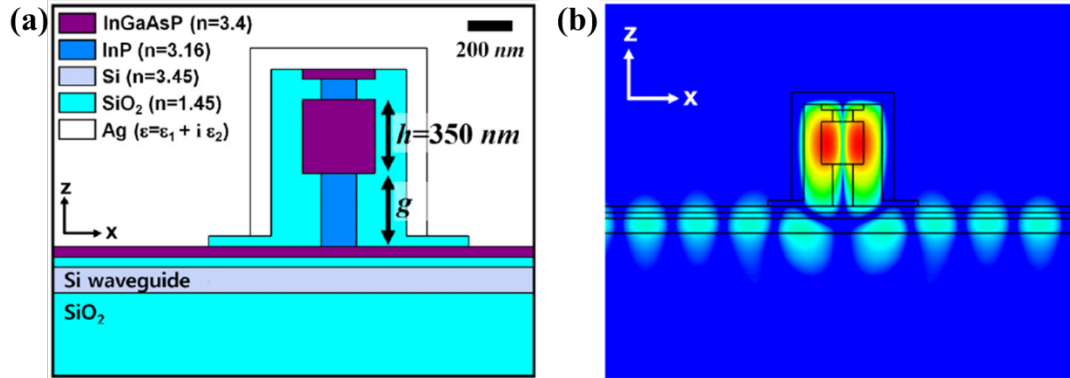 (a)
InGaAsP (n=3.4)
InP (n=3.16)
Si (n=3.45)
SiO₂ (n=1.45)
Ag (ε=ε₁ + i ε₂)
200 nm
h=350 nm
g
z
x
Si waveguide
SiO₂
(b)
z
x